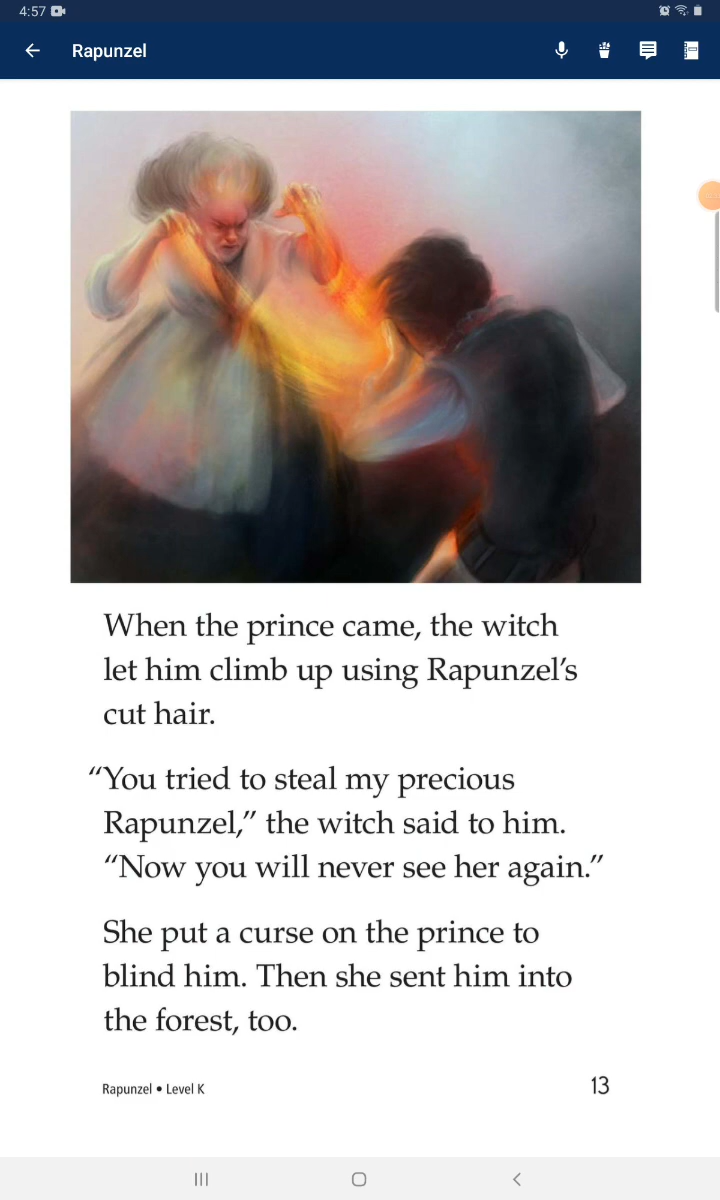 4:57
Rapunzel
When the prince came, the witch
let him climb up using Rapunzel’s
cut hair.
“You tried to steal my precious
Rapunzel,” the witch said to him.
“Now you will never see her again.”
She put a curse on the prince to
blind him. Then she sent him into
the forest, too.
Rapunzel • Level K
13